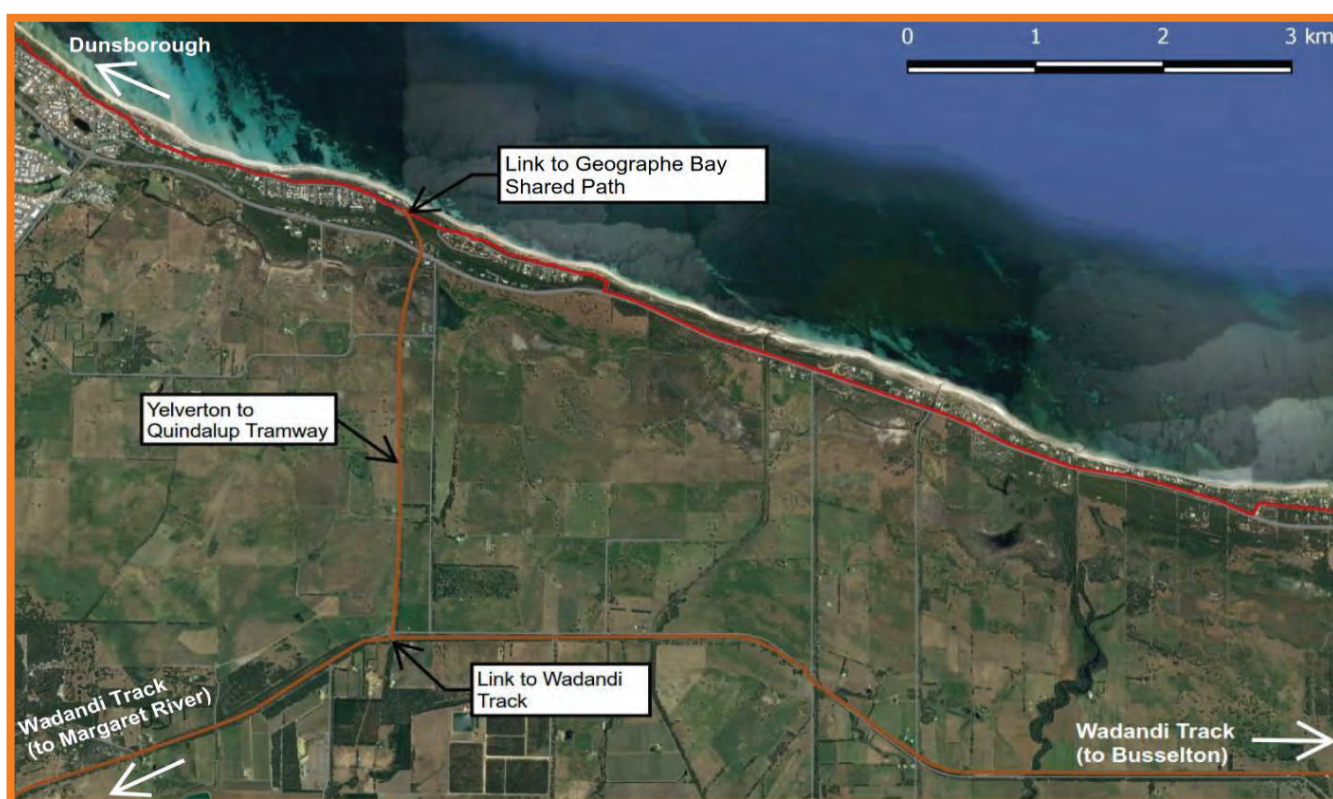 Dunsborough
0 1 2 3 km
Link to Geographe Bay
Shared Path
Yelverton to
Quindalup Tramway
Link to Wadandi
Track
Wadandi Track
(to Margaret River)
Wadandi Track
(to Busselton)